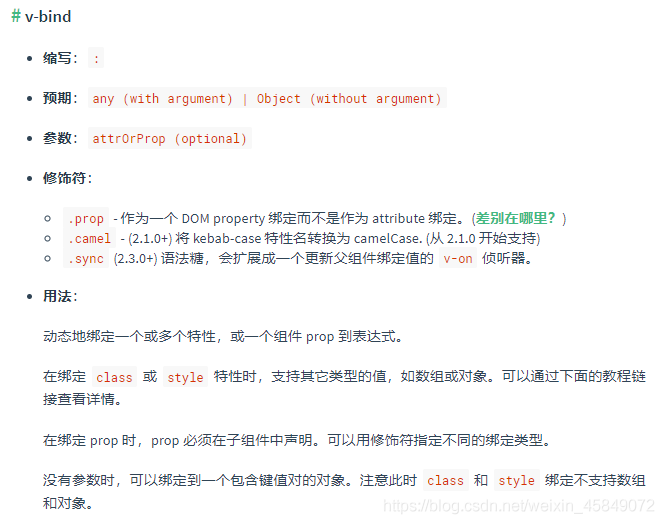 # v-bind
缩写： :
预期： any (with argument) | Object (without argument)
参数： attrOrProp (optional)
修饰符：
.prop - 作为一个 DOM property 绑定而不是作为 attribute 绑定。(差别在哪里？)
.camel - (2.1.0+) 将 kebab-case 特性名转换为 camelCase. (从 2.1.0 开始支持)
.sync (2.3.0+) 语法糖，会扩展成一个更新父组件绑定值的 v-on 侦听器。
用法：
动态地绑定一个或多个特性，或一个组件 prop 到表达式。
在绑定 class 或 style 特性时，支持其它类型的值，如数组或对象。可以通过下面的教程链
接查看详情。
在绑定 prop 时，prop 必须在子组件中声明。可以用修饰符指定不同的绑定类型。
没有参数时，可以绑定到一个包含键值对的对象。注意此时 class 和 style 绑定不支持数组
和对象。
https://blog.csdn.net/weixin_45849072